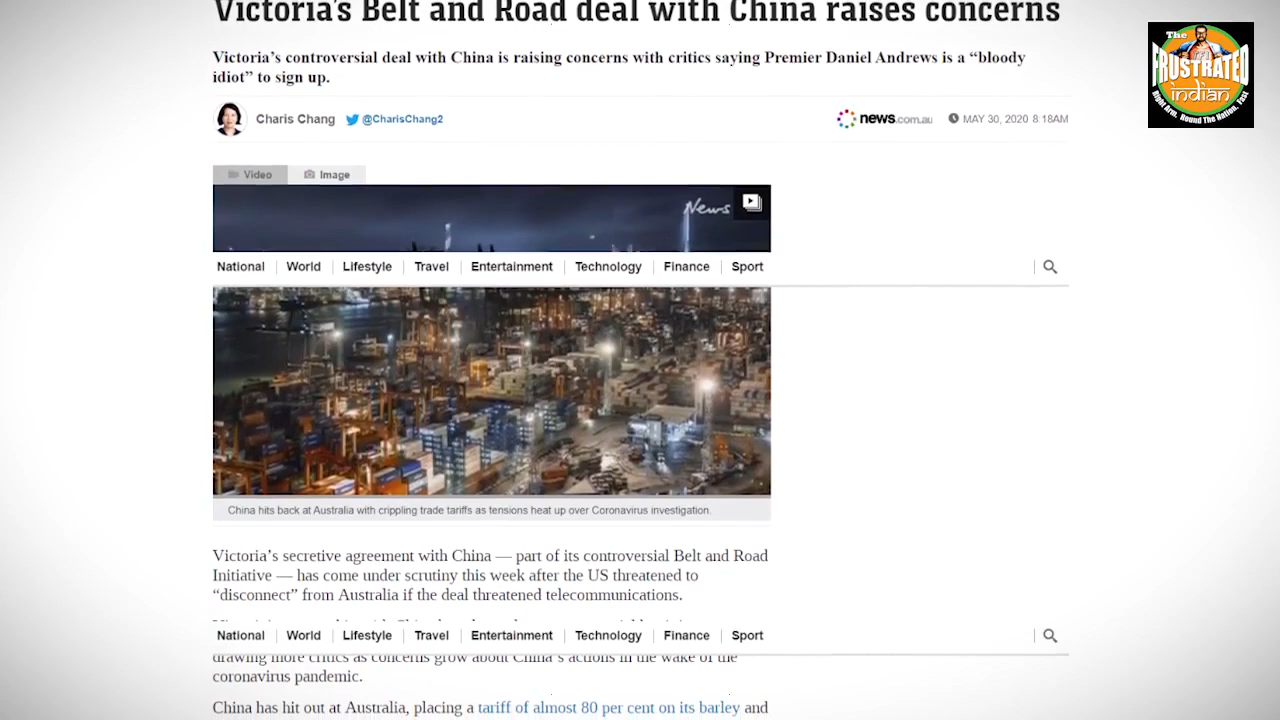 Victoria's Belt and Road deal with China raises concerns
Victoria's controversial deal with China is raising concerns with critics saying Premier Daniel Andrews is a "bloody
idiot" to sign up.
Charis Chang @CharisChang2 news.com.au MAY 30, 2020 8:18AM
The
FRUSTRATED
indian
Right Arm, Round The Nation, Fast
Video Image
News
National World Lifestyle Travel Entertainment Technology Finance Sport
China hits back at Australia with crippling trade tariffs as tensions heat up over Coronavirus investigation.
Victoria's secretive agreement with China — part of its controversial Belt and Road
Initiative — has come under scrutiny this week after the US threatened to
"disconnect" from Australia if the deal threatened telecommunications.
National World Lifestyle Travel Entertainment Technology Finance Sport
drawing more critics as concerns grow about China's actions in the wake of the
coronavirus pandemic.
China has hit out at Australia, placing a tariff of almost 80 per cent on its barley and